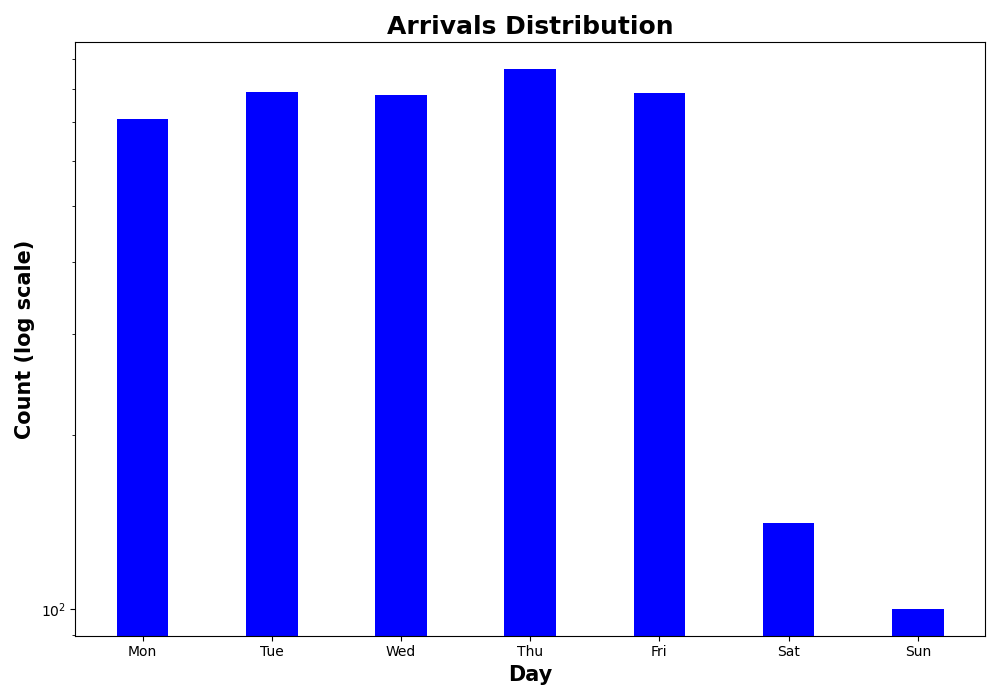 Arrivals Distribution
Count (log scale)
10²
Mon Tue Wed Thu Fri Sat Sun
Day